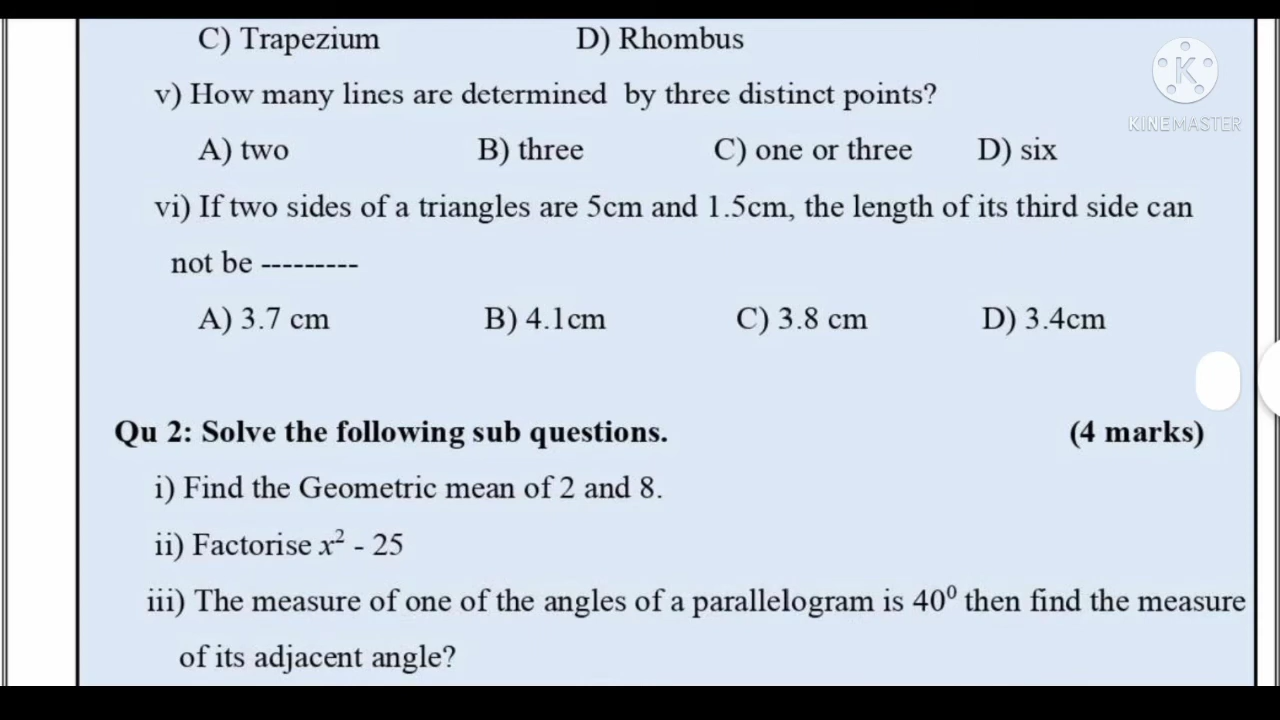 C) Trapezium D) Rhombus
v) How many lines are determined by three distinct points?
A) two B) three C) one or three D) six
KINEMASTER
vi) If two sides of a triangles are 5cm and 1.5cm, the length of its third side can
not be ---------
A) 3.7 cm B) 4.1cm C) 3.8 cm D) 3.4cm
Qu 2: Solve the following sub questions. (4 marks)
i) Find the Geometric mean of 2 and 8.
ii) Factorise x² - 25
iii) The measure of one of the angles of a parallelogram is 40⁰ then find the measure
of its adjacent angle?